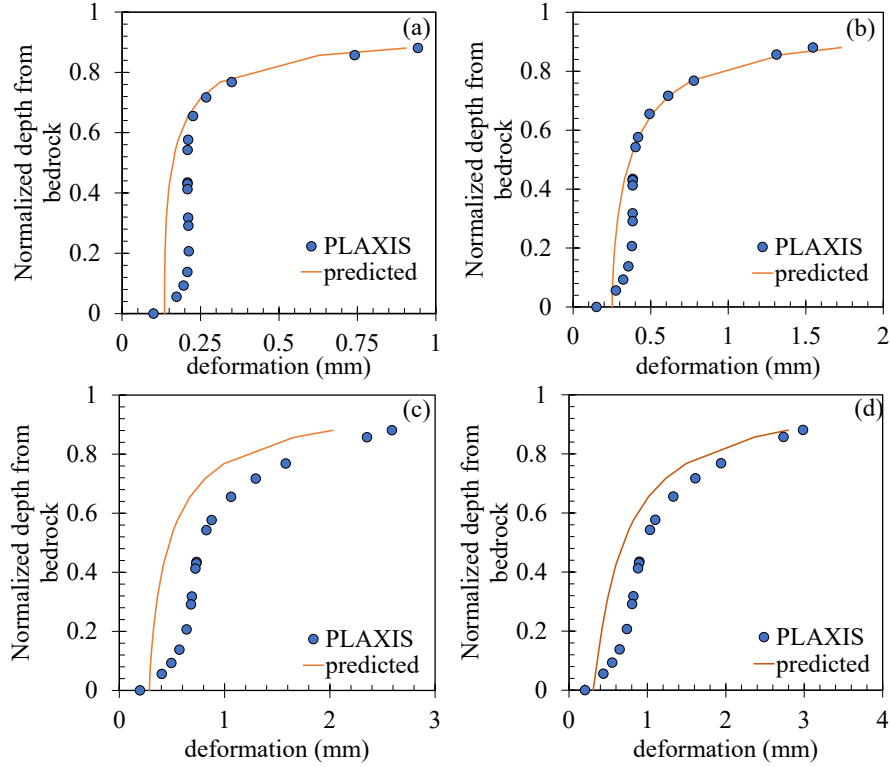 (a)
Normalized depth from
bedrock
1
0.8
0.6
0.4
0.2
0
PLAXIS
predicted
0
0.25
0.5
0.75
1
deformation (mm)
(b)
Normalized depth from
bedrock
1
0.8
0.6
0.4
0.2
0
PLAXIS
predicted
0
0.5
1
1.5
2
deformation (mm)
(c)
Normalized depth from
bedrock
1
0.8
0.6
0.4
0.2
0
PLAXIS
predicted
0
1
2
3
deformation (mm)
(d)
Normalized depth from
bedrock
1
0.8
0.6
0.4
0.2
0
PLAXIS
predicted
0
1
2
3
4
deformation (mm)